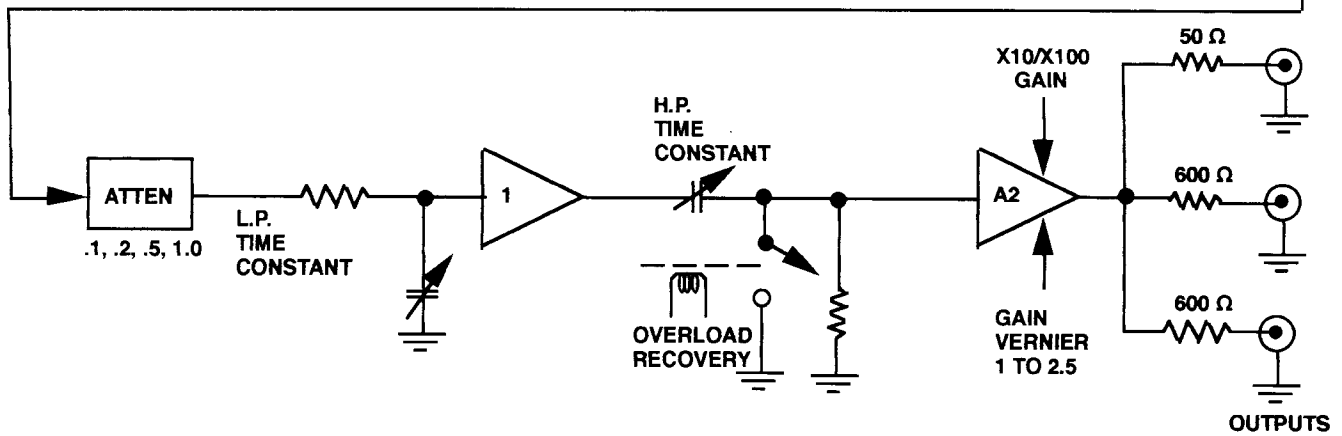 50 Ω
X10/X100
GAIN
H.P.
TIME
CONSTANT
ATTEN
1
A2
600 Ω
.1, .2, .5, 1.0
L.P.
TIME
CONSTANT
600 Ω
OVERLOAD
RECOVERY
GAIN
VERNIER
1 TO 2.5
OUTPUTS